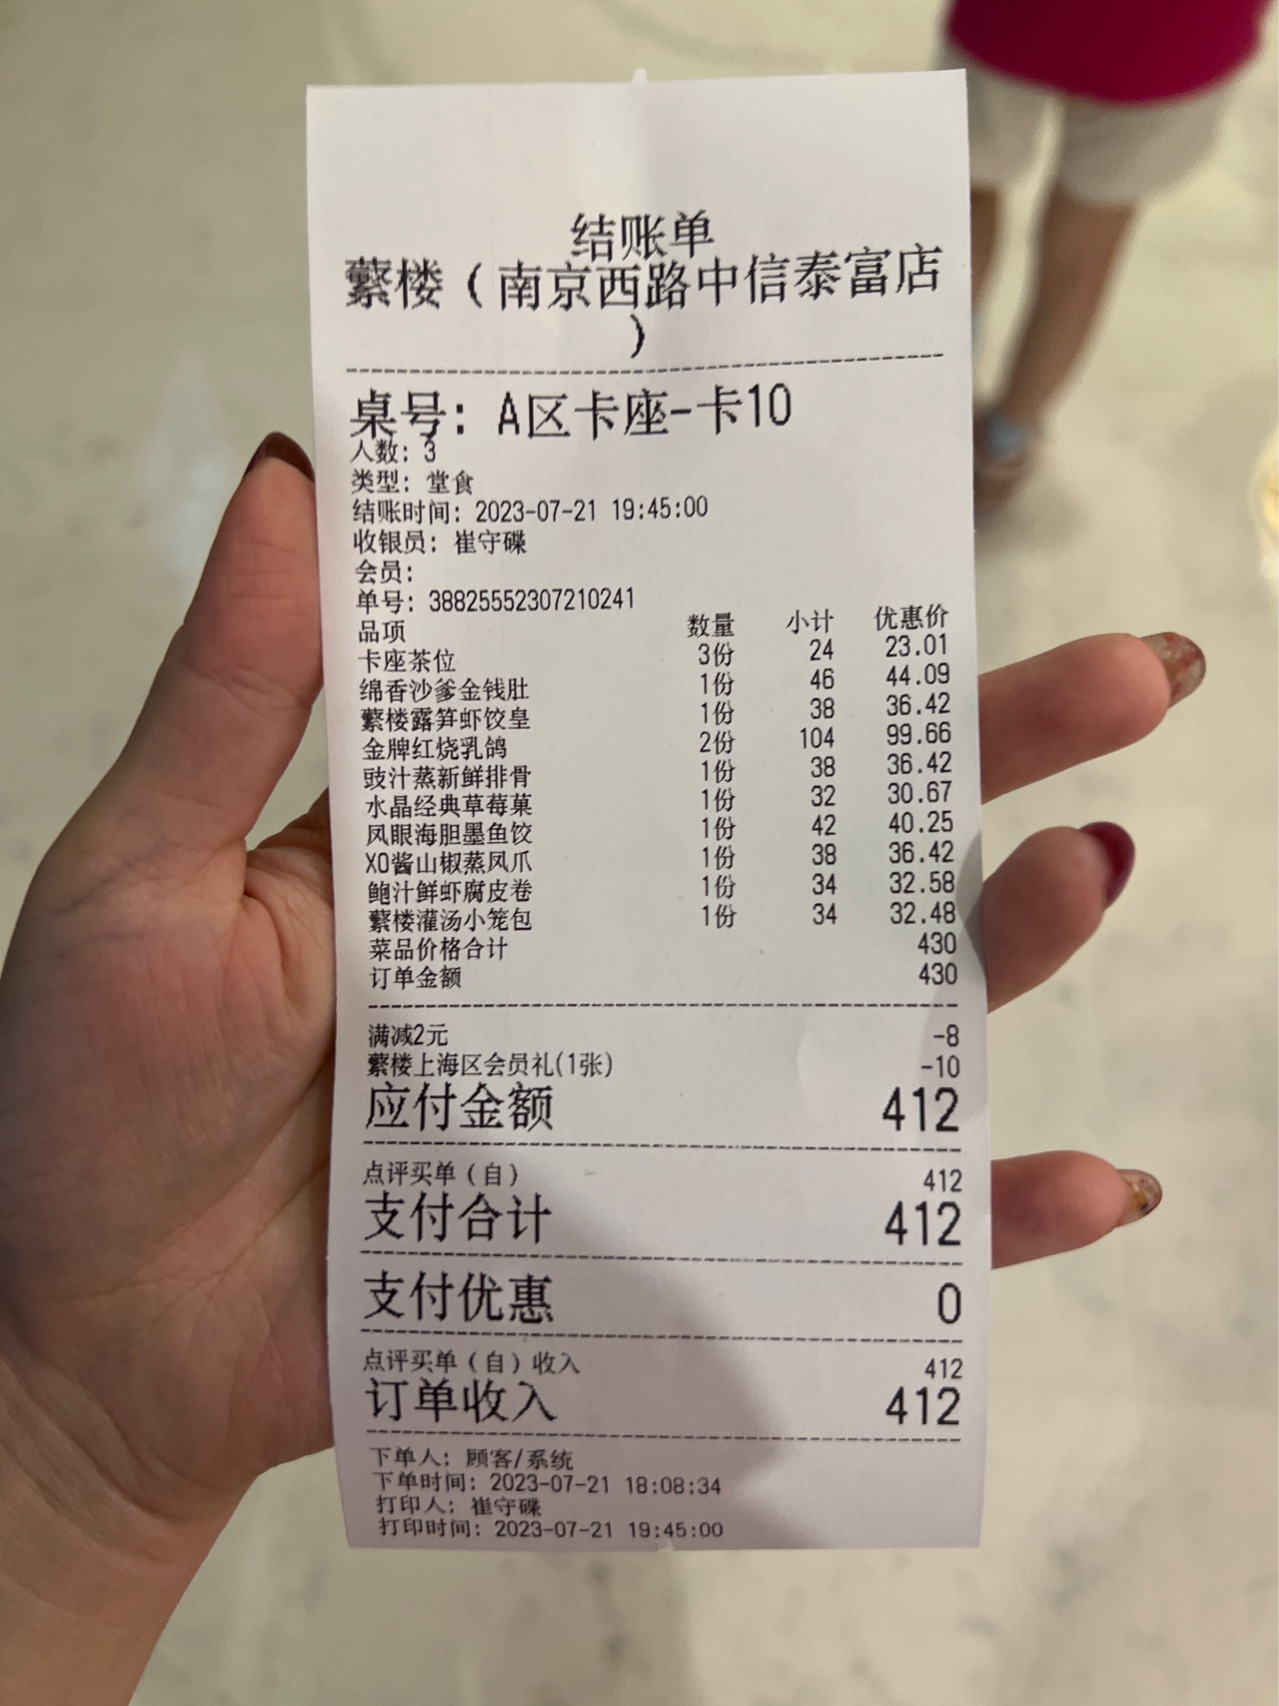 结账单
蘩楼(南京西路中信泰富店
)
桌号: A区卡座-卡10
人数: 3
类型: 堂食
结账时间: 2023-07-21 19:45:00
收银员: 崔守碟
会员:
单号: 38825552307210241
品项 数量 小计 优惠价
卡座茶位 3份 24 23.01
绵香沙爹金钱肚 1份 46 44.09
蘩楼露笋虾饺皇 1份 38 36.42
金牌红烧乳鸽 2份 104 99.66
豉汁蒸新鲜排骨 1份 38 36.42
水晶经典草莓菓 1份 32 30.67
凤眼海胆墨鱼饺 1份 42 40.25
XO酱山椒蒸凤爪 1份 38 36.42
鲍汁鲜虾腐皮卷 1份 34 32.58
蘩楼灌汤小笼包 1份 34 32.48
菜品价格合计 430
订单金额 430
满减2元 -8
蘩楼上海区会员礼(1张) -10
应付金额 412
点评买单(自) 412
支付合计 412
支付优惠 0
点评买单(自)收入 412
订单收入 412
下单人: 顾客/系统
下单时间: 2023-07-21 18:08:34
打印人: 崔守碟
打印时间: 2023-07-21 19:45:00